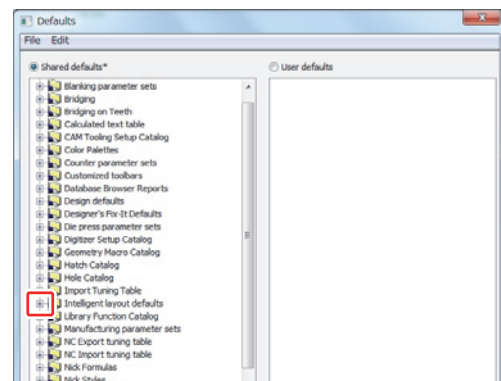 Defaults
File Edit
Shared defaults*
User defaults
Blanking parameter sets
Bridging
Bridging on Teeth
Calculated text table
CAM Tooling Setup Catalog
Color Palettes
Counter parameter sets
Customized toolbars
Database Browser Reports
Design defaults
Designer's Fix-It Defaults
Die press parameter sets
Digitizer Setup Catalog
Geometry Macro Catalog
Hatch Catalog
Hole Catalog
Import Tuning Table
Intelligent layout defaults
Library Function Catalog
Manufacturing parameter sets
NC Export tuning table
NC Import tuning table
Nick Formulas
Nick Styles